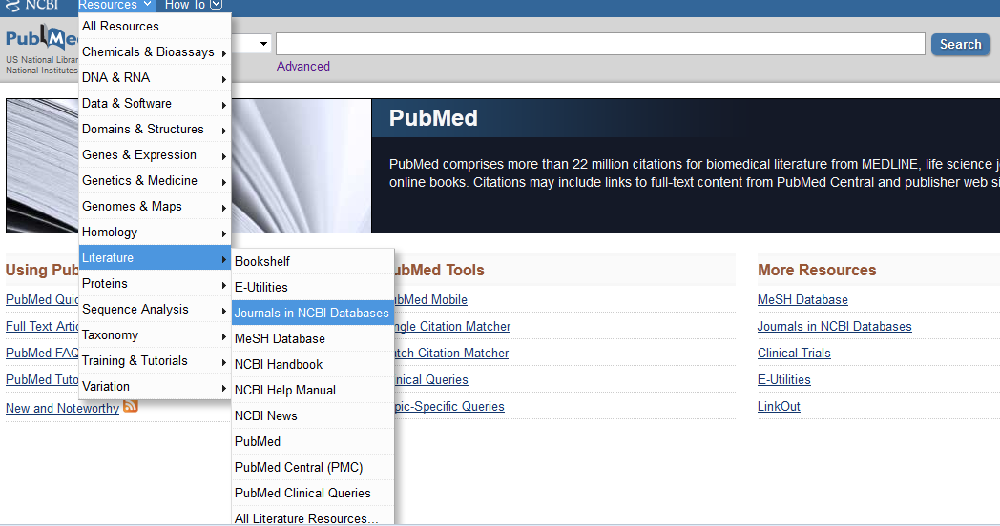 NCBI Resources How To
PubMed
US National Librar
National Institutes
Search
Advanced
All Resources
Chemicals & Bioassays
DNA & RNA
Data & Software
Domains & Structures
Genes & Expression
Genetics & Medicine
Genomes & Maps
Homology
Literature
Proteins
Sequence Analysis
Taxonomy
Training & Tutorials
Variation
Bookshelf
E-Utilities
Journals in NCBI Databases
MeSH Database
NCBI Handbook
NCBI Help Manual
NCBI News
PubMed
PubMed Central (PMC)
PubMed Clinical Queries
All Literature Resources...
PubMed
PubMed comprises more than 22 million citations for biomedical literature from MEDLINE, life science j
online books. Citations may include links to full-text content from PubMed Central and publisher web si
Using Pub
PubMed Quic
Full Text Artic
PubMed FAQ
PubMed Tuto
New and Noteworthy
ubMed Tools
bMed Mobile
ngle Citation Matcher
tch Citation Matcher
nical Queries
pic-Specific Queries
More Resources
MeSH Database
Journals in NCBI Databases
Clinical Trials
E-Utilities
LinkOut